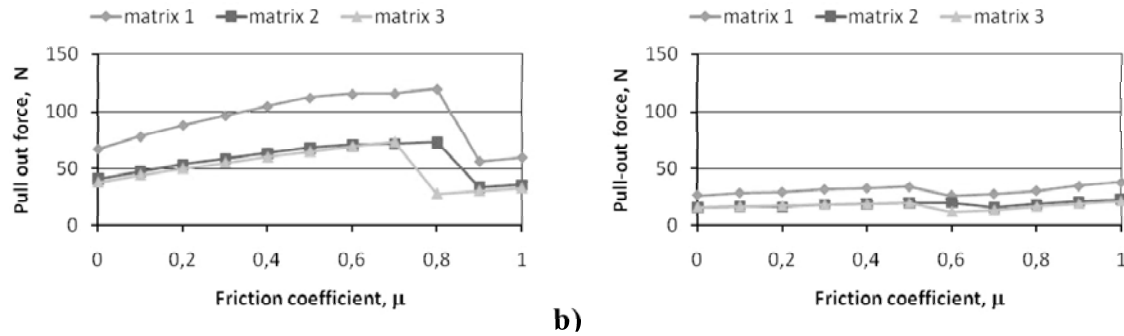 matrix 1 matrix 2 matrix 3
150
100
50
0
Pull out force, N
0 0,2 0,4 0,6 0,8 1
Friction coefficient, μ
b)
matrix 1 matrix 2 matrix 3
150
100
50
0
Pull-out force, N
0 0,2 0,4 0,6 0,8 1
Friction coefficient, μ